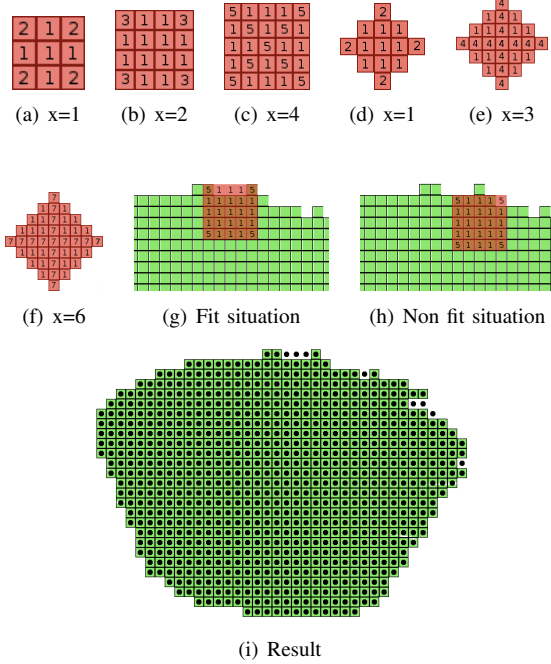 2 1 2
1 1 1
2 1 2
(a) x=1
3 1 1 3
1 1 1 1
1 1 1 1
3 1 1 3
(b) x=2
5 1 1 1 5
1 5 1 5 1
1 1 5 1 1
1 5 1 5 1
5 1 1 1 5
(c) x=4
2
1 1 1
2 1 1 1 2
1 1 1
2
(d) x=1
4
1 4 1
1 1 4 1 1
4 4 4 4 4 4 4
1 1 4 1 1
1 4 1
4
(e) x=3
7
1 7 1
1 1 7 1 1
1 1 1 7 1 1 1
7 7 7 7 7 7 7 7 7
1 1 1 7 1 1 1
1 1 7 1 1
1 7 1
7
(f) x=6
5 1 1 1 5
1 1 1 1 1
1 1 1 1 1
1 1 1 1 1
5 1 1 1 5
(g) Fit situation
5 1 1 1 5
1 1 1 1 1
1 1 1 1 1
1 1 1 1 1
5 1 1 1 5
(h) Non fit situation
(i) Result